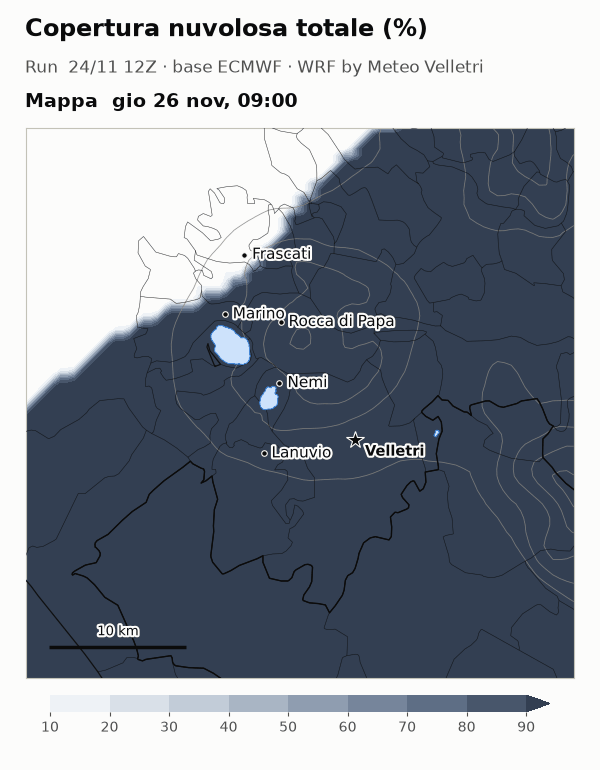 Copertura nuvolosa totale (%)
Run  24/11 12Z · base ECMWF · WRF by Meteo Velletri
Mappa  gio 26 nov, 09:00
Frascati
Marino
Rocca di Papa
Nemi
Velletri
Lanuvio
10 km
10 20 30 40 50 60 70 80 90